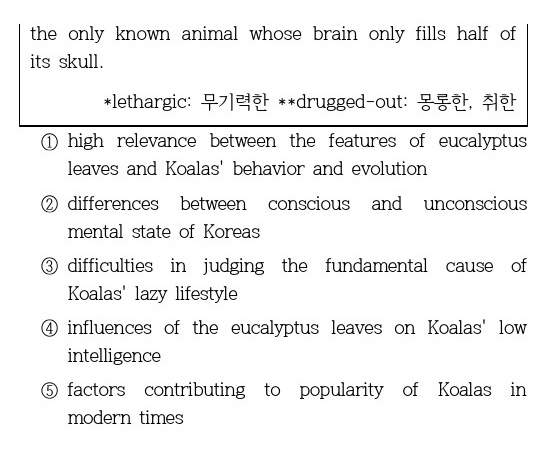 the only known animal whose brain only fills half of
its skull.
*lethargic: 무기력한 **drugged-out: 몽롱한, 취한
① high relevance between the features of eucalyptus
leaves and Koalas' behavior and evolution
② differences between conscious and unconscious
mental state of Koreas
③ difficulties in judging the fundamental cause of
Koalas' lazy lifestyle
④ influences of the eucalyptus leaves on Koalas' low
intelligence
⑤ factors contributing to popularity of Koalas in
modern times